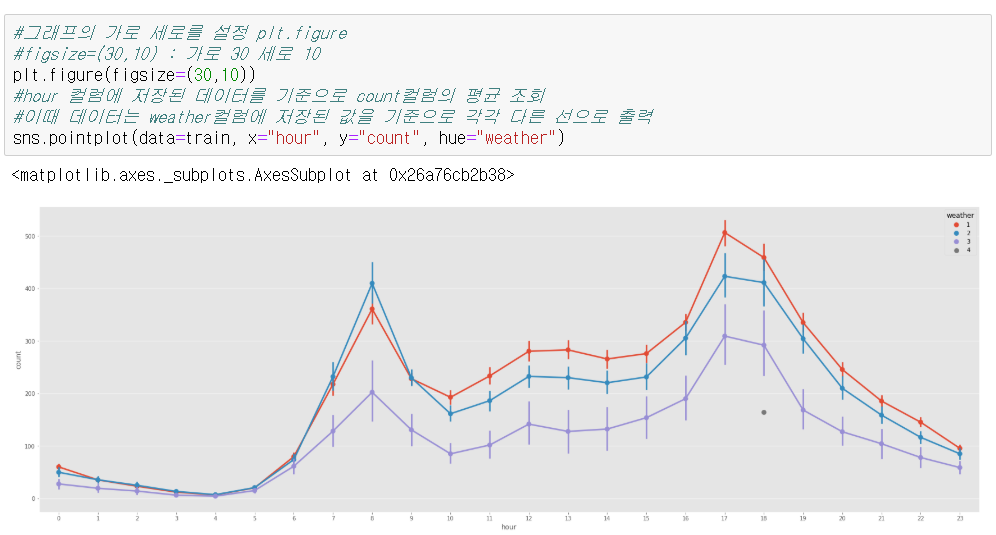 #그래프의 가로 세로를 설정 plt.figure
#figsize=(30,10) : 가로 30 세로 10
plt.figure(figsize=(30,10))
#hour 컬럼에 저장된 데이터를 기준으로 count컬럼의 평균 조회
#이때 데이터는 weather컬럼에 저장된 값을 기준으로 각각 다른 선으로 출력
sns.pointplot(data=train, x="hour", y="count", hue="weather")
<matplotlib.axes._subplots.AxesSubplot at 0x26a76cb2b38>
weather
1
2
3
4
500
400
300
200
100
0
count
0 1 2 3 4 5 6 7 8 9 10 11 12 13 14 15 16 17 18 19 20 21 22 23
hour